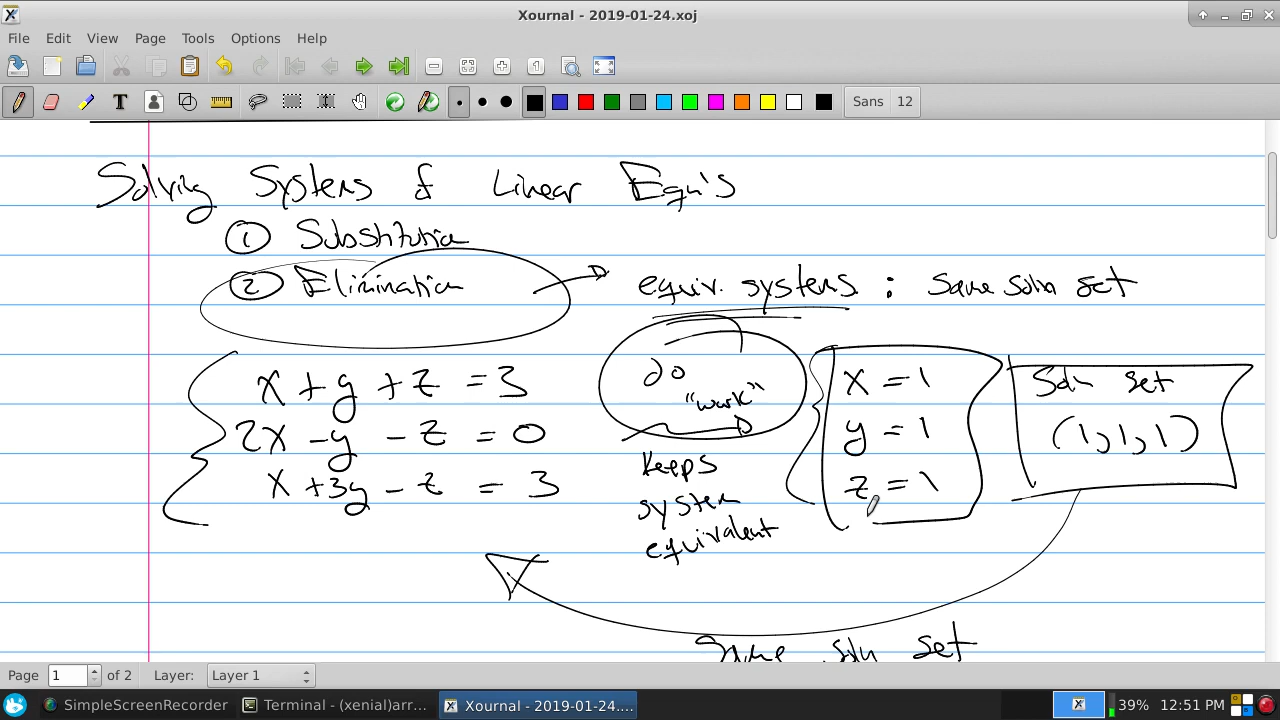 Xournal - 2019-01-24.xoj
File Edit View Page Tools Options Help
Sans 12
Solving Systems of Linear Eqn's
① Substitution
② Elimination
equiv. systems : Same soln set
x + y + z = 3
2x - y - z = 0
x + 3y - z = 3
do
"work"
keeps
system
equivalent
x = 1
y = 1
z = 1
Soln set
(1,1,1)
Same soln set
Page 1 of 2 Layer: Layer 1
SimpleScreenRecorder Terminal - (xenial)arr... Xournal - 2019-01-24.... 39% 12:51 PM